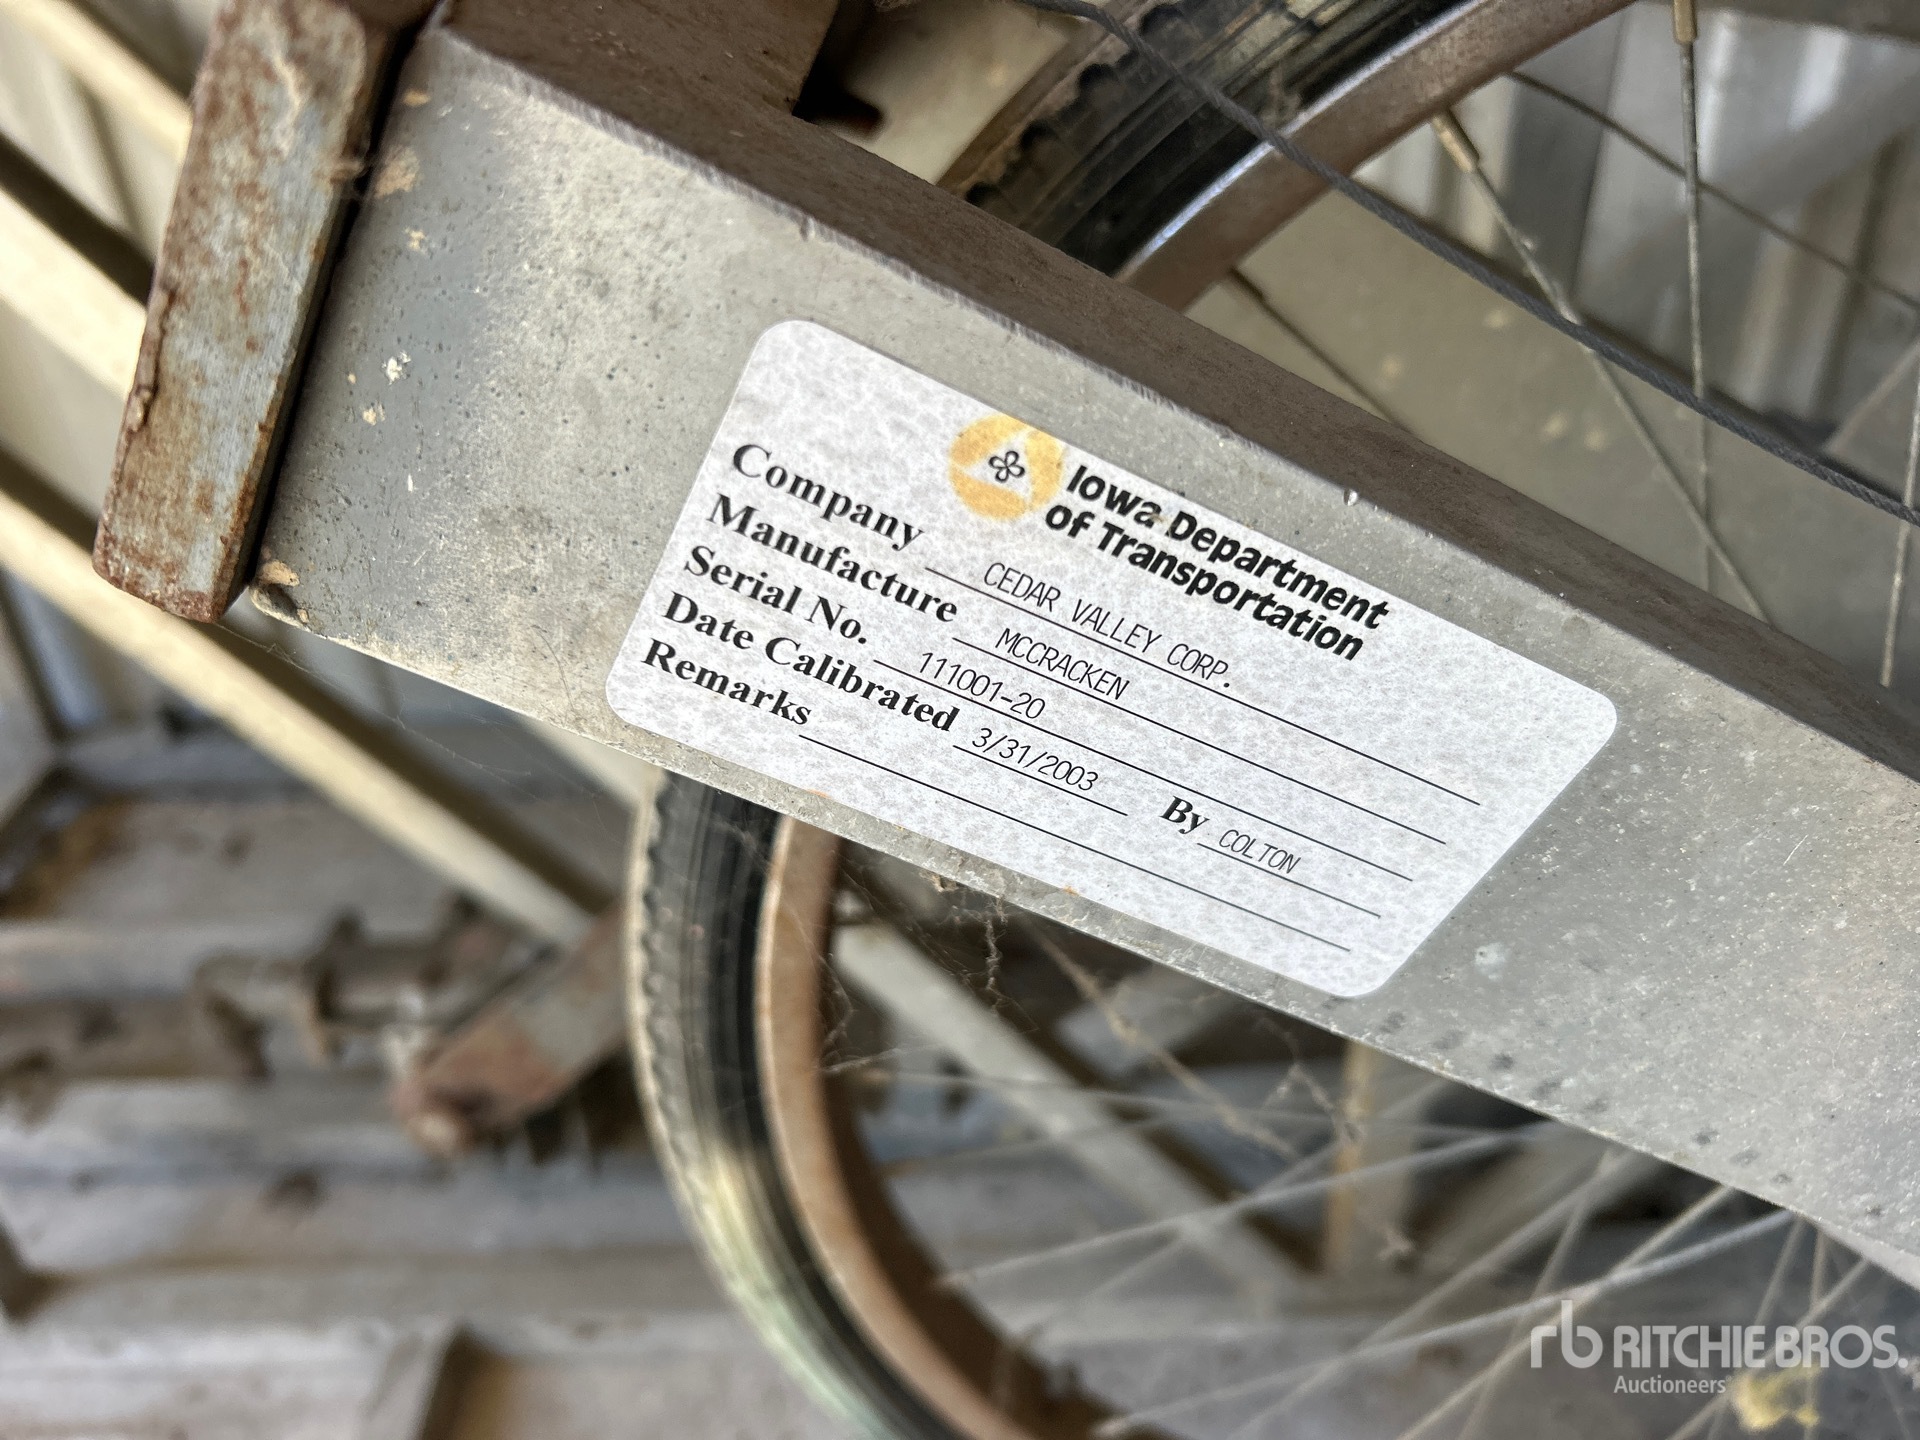 Iowa Department
of Transportation
Company CEDAR VALLEY CORP.
Manufacture MCCRACKEN
Serial No. 111001-20
Date Calibrated 3/31/2003 By COLTON
Remarks
rb RITCHIE BROS.
Auctioneers